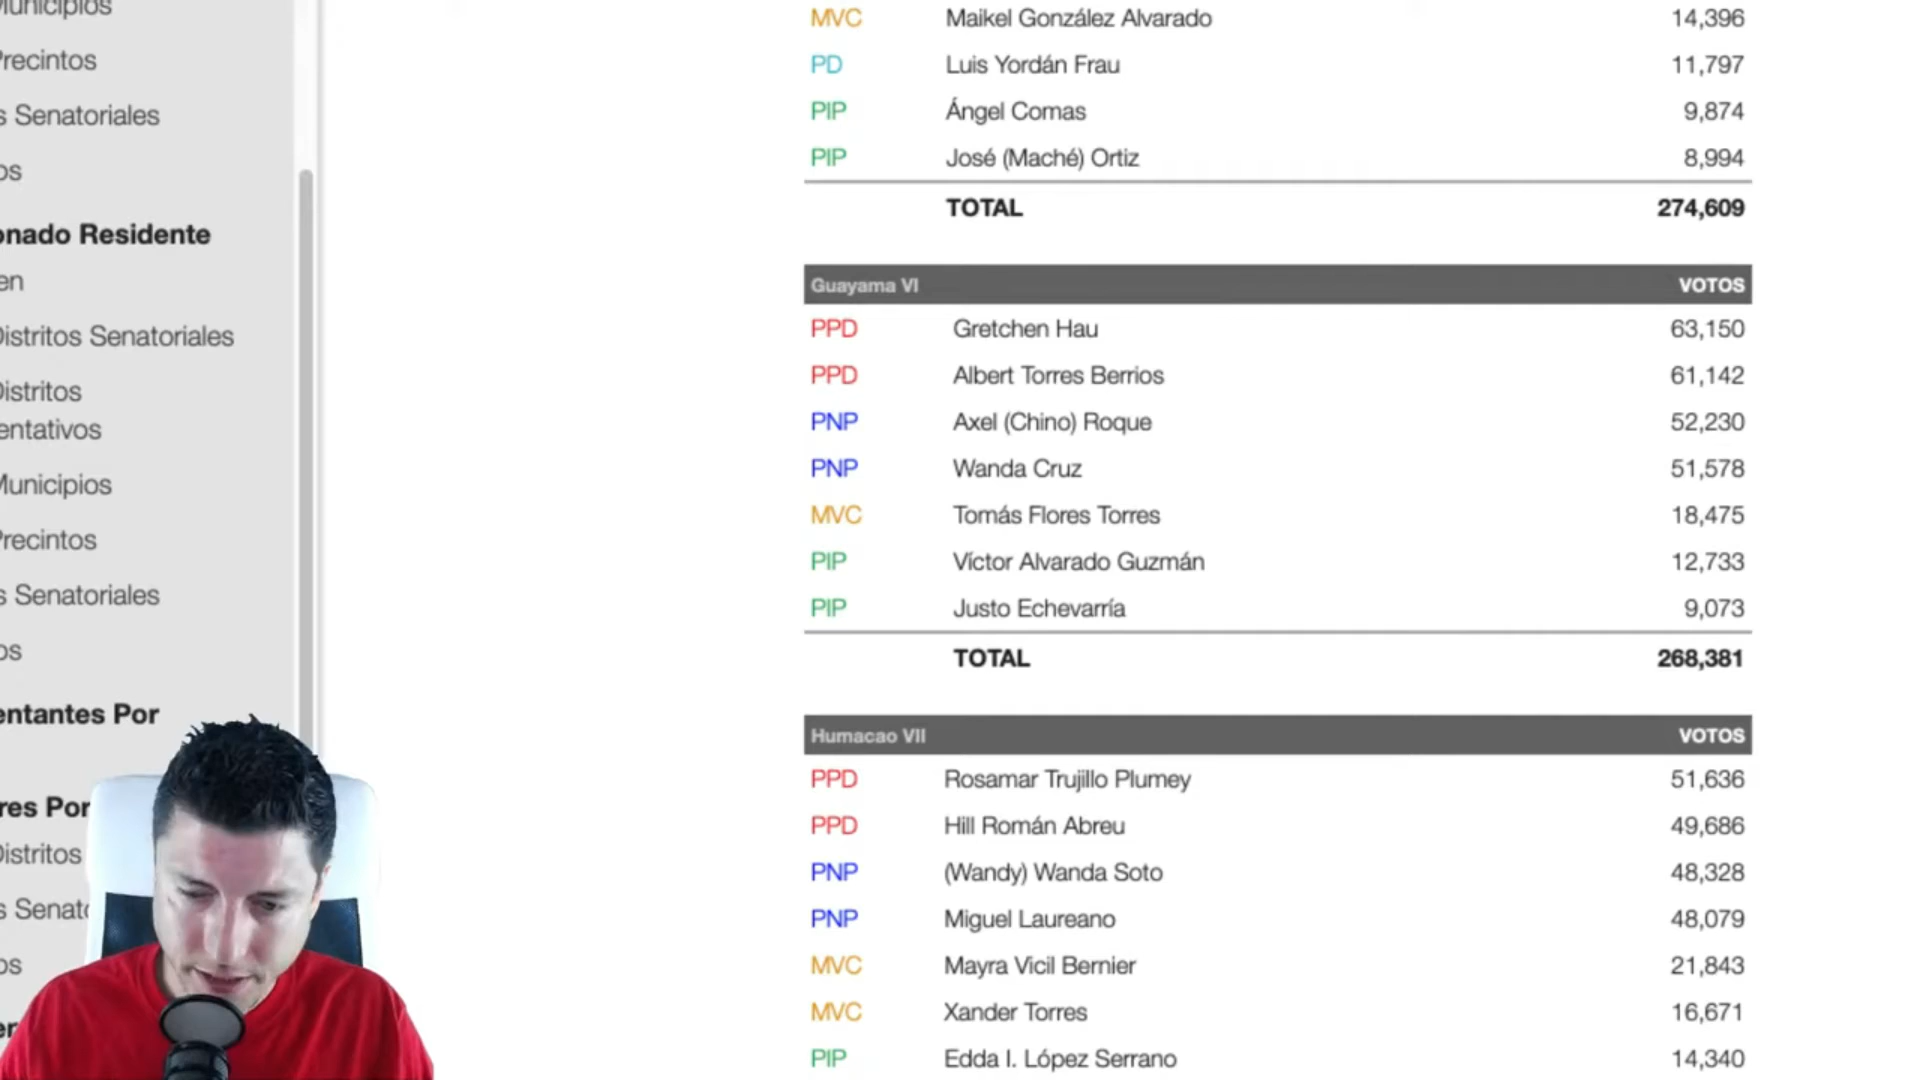 Municipios
Precintos
s Senatoriales
os
onado Residente
en
Distritos Senatoriales
Distritos
entativos
Municipios
Precintos
s Senatoriales
os
entantes Por
res Por
Distritos
s Senato
os
er
MVC Maikel González Alvarado 14,396
PD Luis Yordán Frau 11,797
PIP Ángel Comas 9,874
PIP José (Maché) Ortiz 8,994
TOTAL 274,609
Guayama VI VOTOS
PPD Gretchen Hau 63,150
PPD Albert Torres Berrios 61,142
PNP Axel (Chino) Roque 52,230
PNP Wanda Cruz 51,578
MVC Tomás Flores Torres 18,475
PIP Víctor Alvarado Guzmán 12,733
PIP Justo Echevarría 9,073
TOTAL 268,381
Humacao VII VOTOS
PPD Rosamar Trujillo Plumey 51,636
PPD Hill Román Abreu 49,686
PNP (Wandy) Wanda Soto 48,328
PNP Miguel Laureano 48,079
MVC Mayra Vicil Bernier 21,843
MVC Xander Torres 16,671
PIP Edda I. López Serrano 14,340